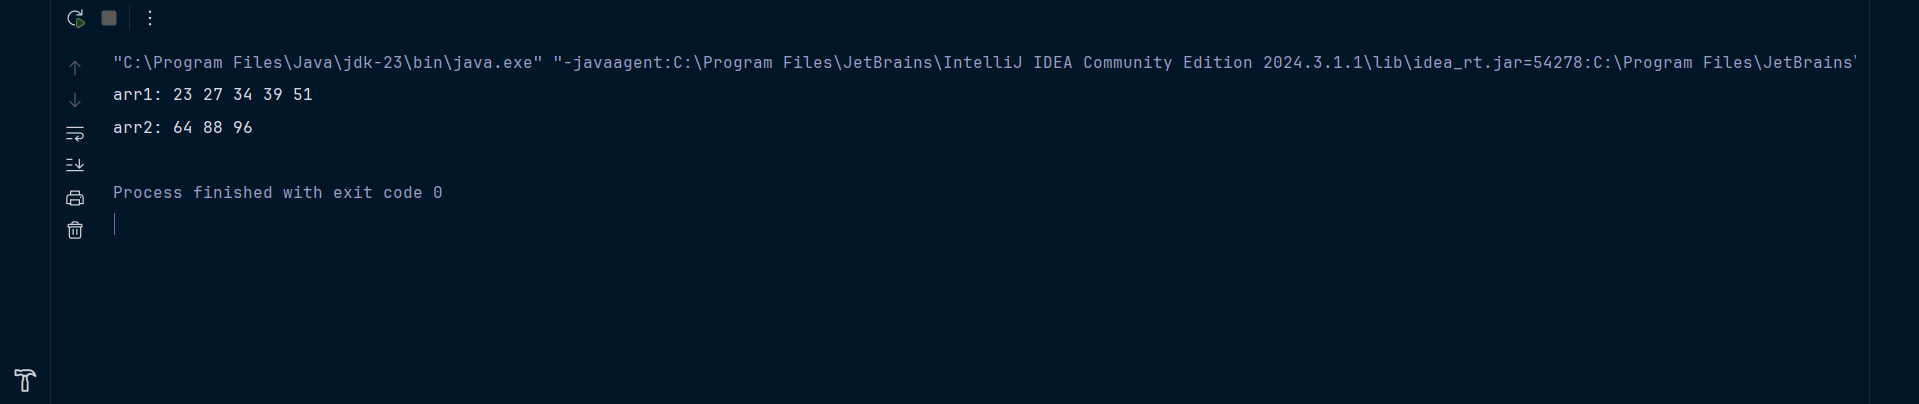 "C:\Program Files\Java\jdk-23\bin\java.exe" "-javaagent:C:\Program Files\JetBrains\IntelliJ IDEA Community Edition 2024.3.1.1\lib\idea_rt.jar=54278:C:\Program Files\JetBrains\
arr1: 23 27 34 39 51
arr2: 64 88 96
Process finished with exit code 0